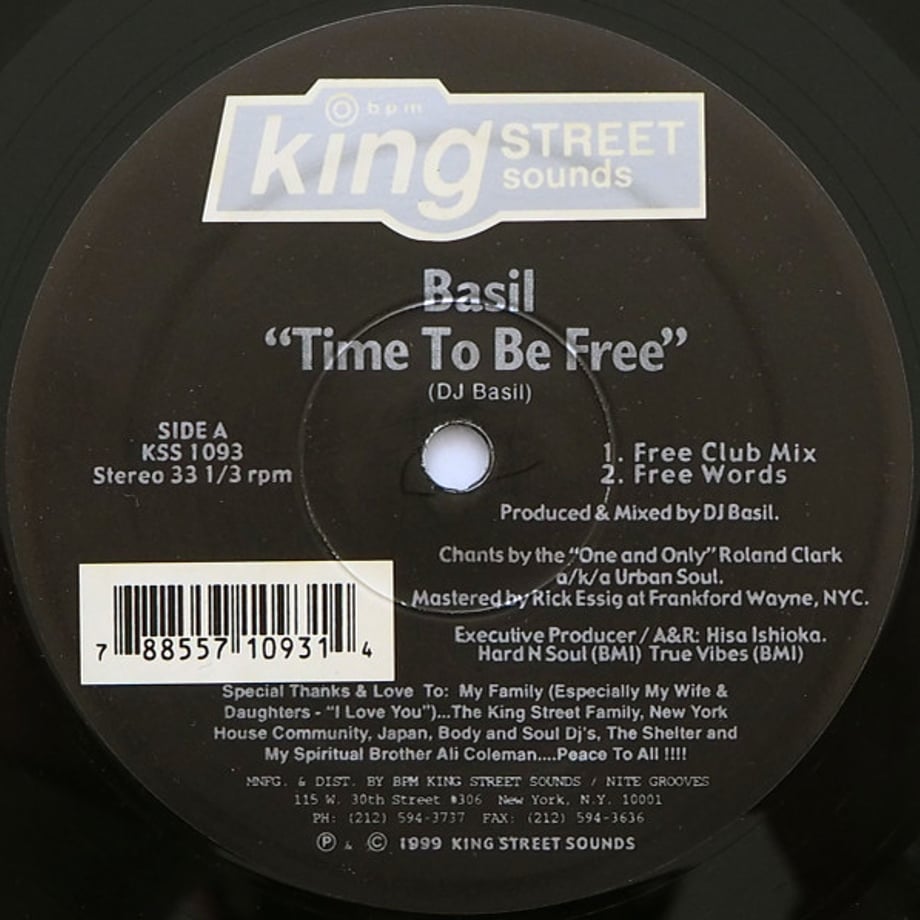 bpm
king STREET
sounds
Basil
“Time To Be Free”
(DJ Basil)
SIDE A
KSS 1093
Stereo 33 1/3 rpm
1. Free Club Mix
2. Free Words
Produced & Mixed by DJ Basil.
Chants by the “One and Only” Roland Clark
a/k/a Urban Soul.
Mastered by Rick Essig at Frankford Wayne, NYC.
Executive Producer / A&R: Hisa Ishioka.
Hard N Soul (BMI) True Vibes (BMI)
7 88557 10931 4
Special Thanks & Love To: My Family (Especially My Wife &
Daughters - “I Love You”)...The King Street Family, New York
House Community, Japan, Body and Soul Dj's, The Shelter and
My Spiritual Brother Ali Coleman....Peace To All !!!!
MNFG. & DIST. BY BPM KING STREET SOUNDS / NITE GROOVES
115 W. 30th Street #306 New York, N.Y. 10001
PH: (212) 594-3737 FAX: (212) 594-3636
℗ & © 1999 KING STREET SOUNDS